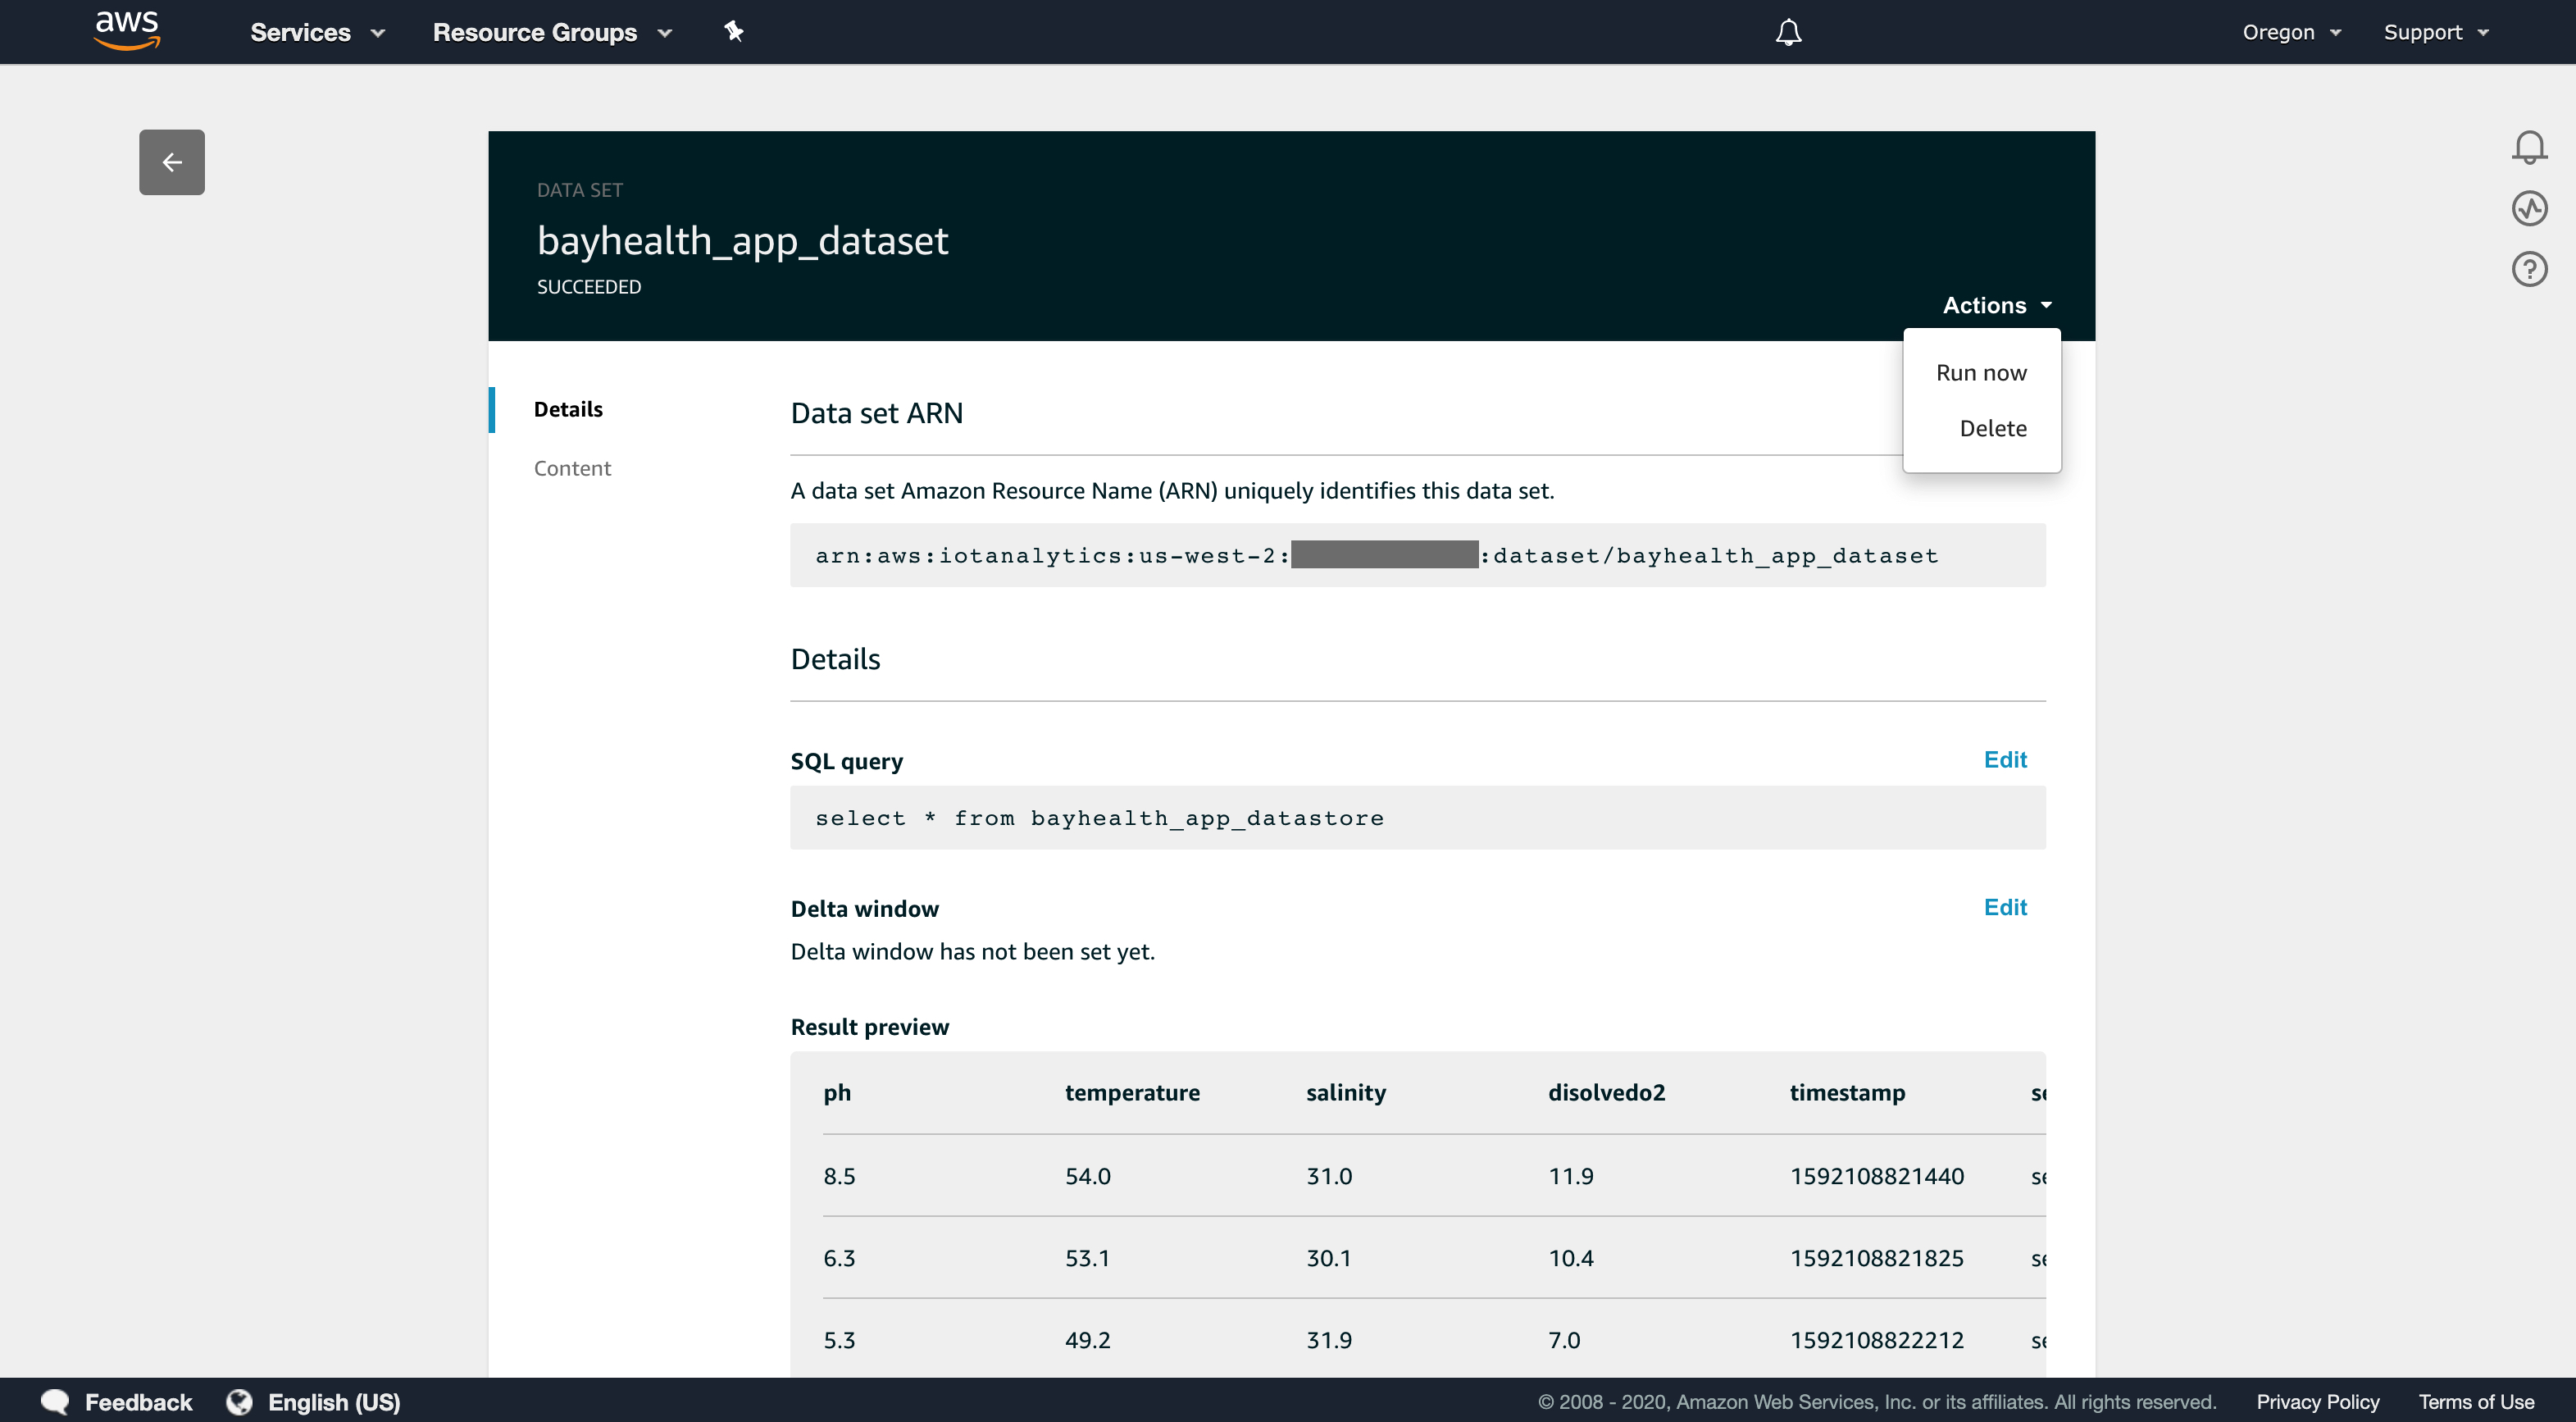 aws Services Resource Groups Oregon Support
DATA SET
bayhealth_app_dataset
SUCCEEDED
Actions
Run now
Delete
Details
Content
Data set ARN
A data set Amazon Resource Name (ARN) uniquely identifies this data set.
arn:aws:iotanalytics:us-west-2: :dataset/bayhealth_app_dataset
Details
SQL query Edit
select * from bayhealth_app_datastore
Delta window Edit
Delta window has not been set yet.
Result preview
ph temperature salinity disolvedo2 timestamp
8.5 54.0 31.0 11.9 1592108821440
6.3 53.1 30.1 10.4 1592108821825
5.3 49.2 31.9 7.0 1592108822212
Feedback English (US) © 2008 - 2020, Amazon Web Services, Inc. or its affiliates. All rights reserved. Privacy Policy Terms of Use